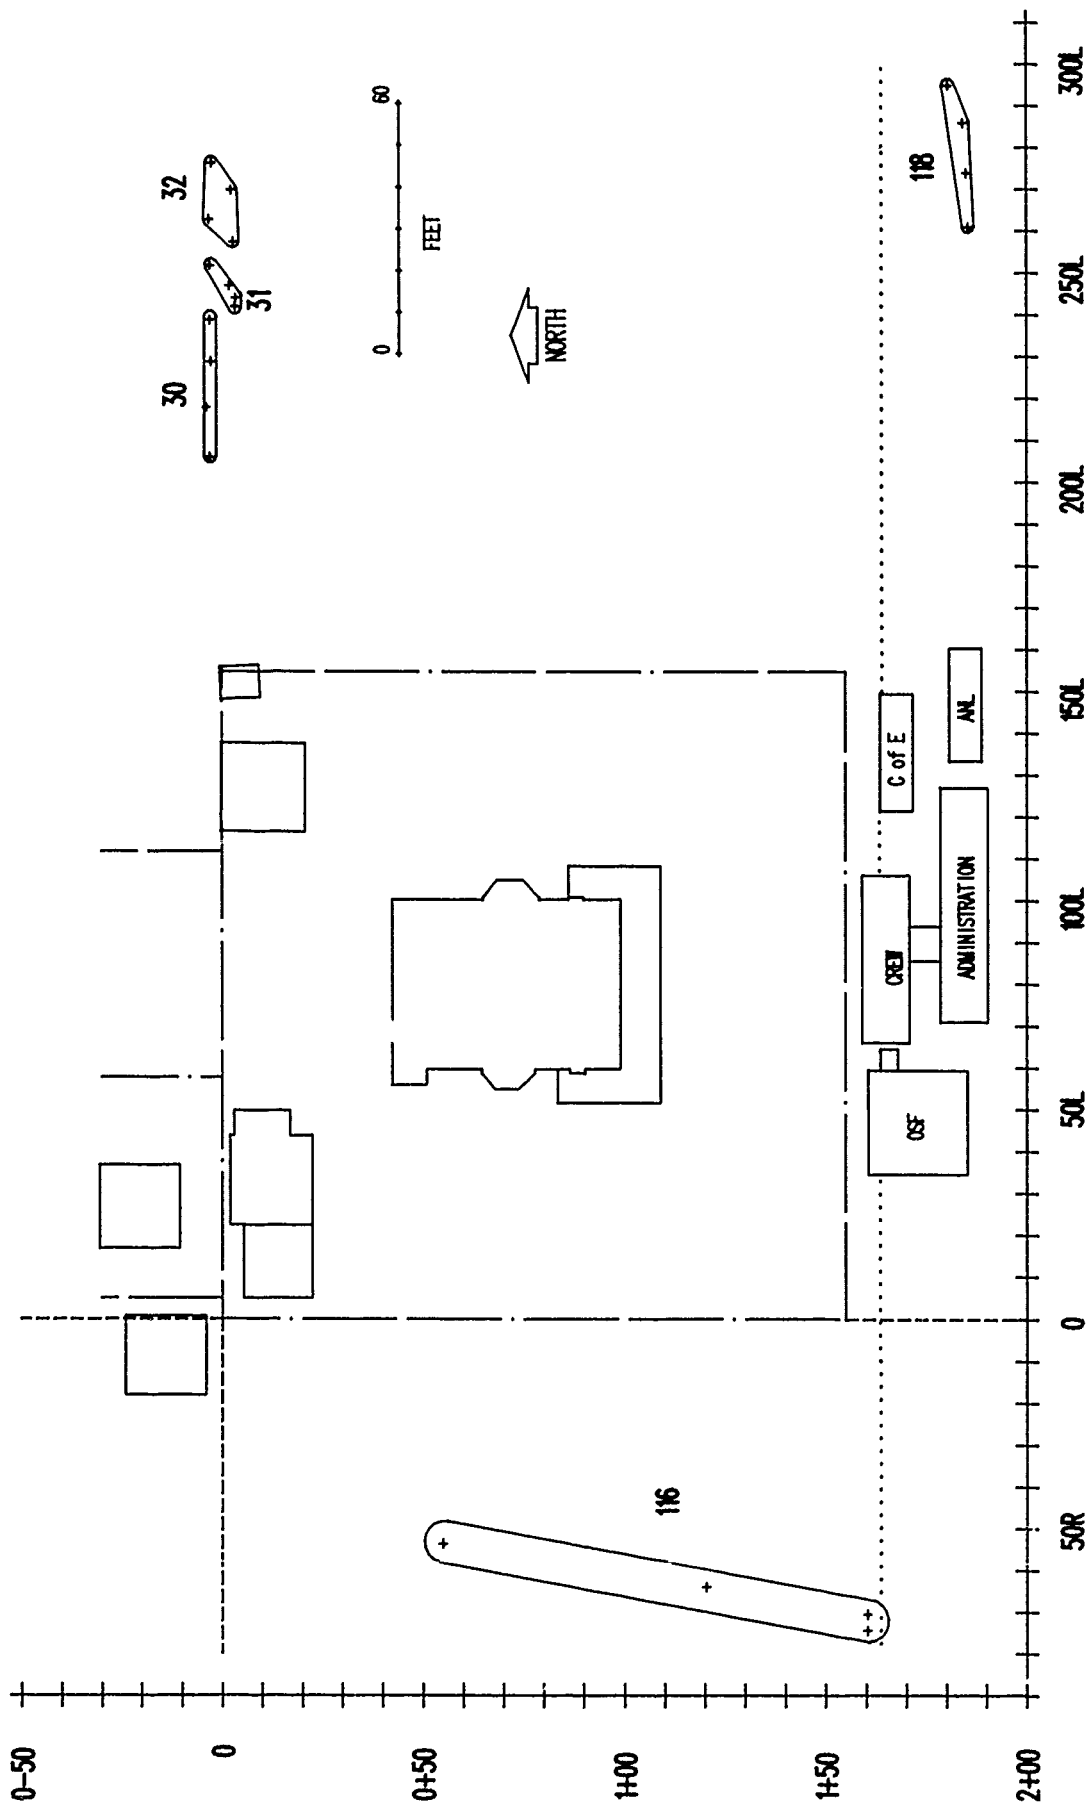 32
31
30
118
60
0
FEET
NORTH
116
C of E
ANL
CREW
ADMINISTRATION
OSF
0-50
0
0+50
1+00
1+50
2+00
50R
0
50L
100L
150L
200L
250L
300L